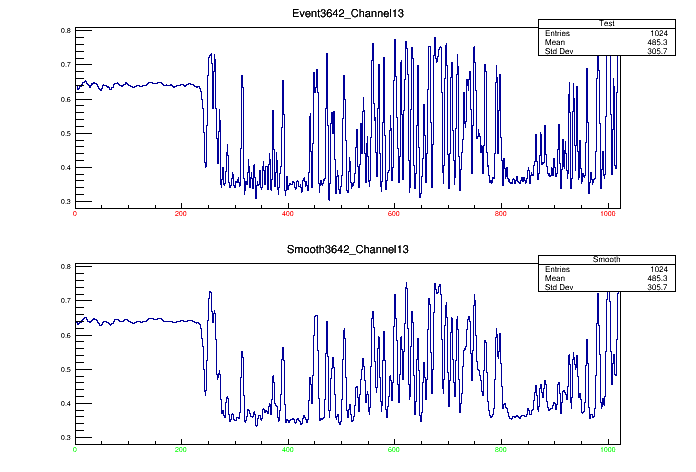 Event3642_Channel13
Test
Entries 1024
Mean 485.3
Std Dev 305.7
0.8
0.7
0.6
0.5
0.4
0.3
0 200 400 600 800 1000
Smooth3642_Channel13
Smooth
Entries 1024
Mean 485.3
Std Dev 305.7
0.8
0.7
0.6
0.5
0.4
0.3
0 200 400 600 800 1000